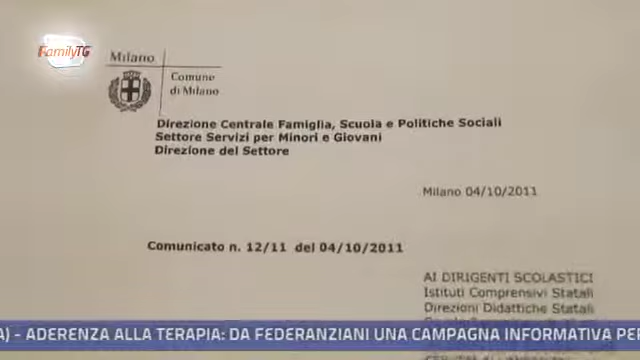 FamilyTG
Milano
Comune
di Milano
Direzione Centrale Famiglia, Scuola e Politiche Sociali
Settore Servizi per Minori e Giovani
Direzione del Settore
Milano 04/10/2011
Comunicato n. 12/11 del 04/10/2011
AI DIRIGENTI SCOLASTICI
Istituti Comprensivi Statali
Direzioni Didattiche Statali
A) - ADERENZA ALLA TERAPIA: DA FEDERANZIANI UNA CAMPAGNA INFORMATIVA PER